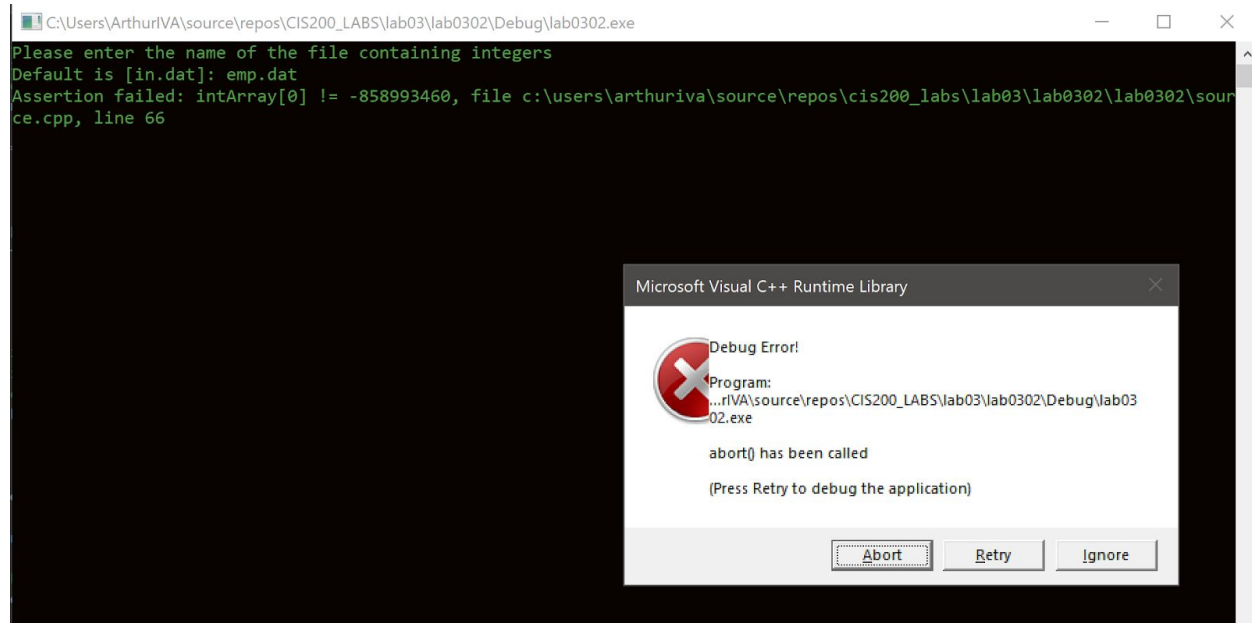 C:\Users\ArthurIVA\source\repos\CIS200_LABS\lab03\lab0302\Debug\lab0302.exe
Please enter the name of the file containing integers
Default is [in.dat]: emp.dat
Assertion failed: intArray[0] != -858993460, file c:\users\arthuriva\source\repos\cis200_labs\lab03\lab0302\lab0302\sour
ce.cpp, line 66
Microsoft Visual C++ Runtime Library
Debug Error!
Program:
...rIVA\source\repos\CIS200_LABS\lab03\lab0302\Debug\lab03
02.exe
abort() has been called
(Press Retry to debug the application)
Abort Retry Ignore